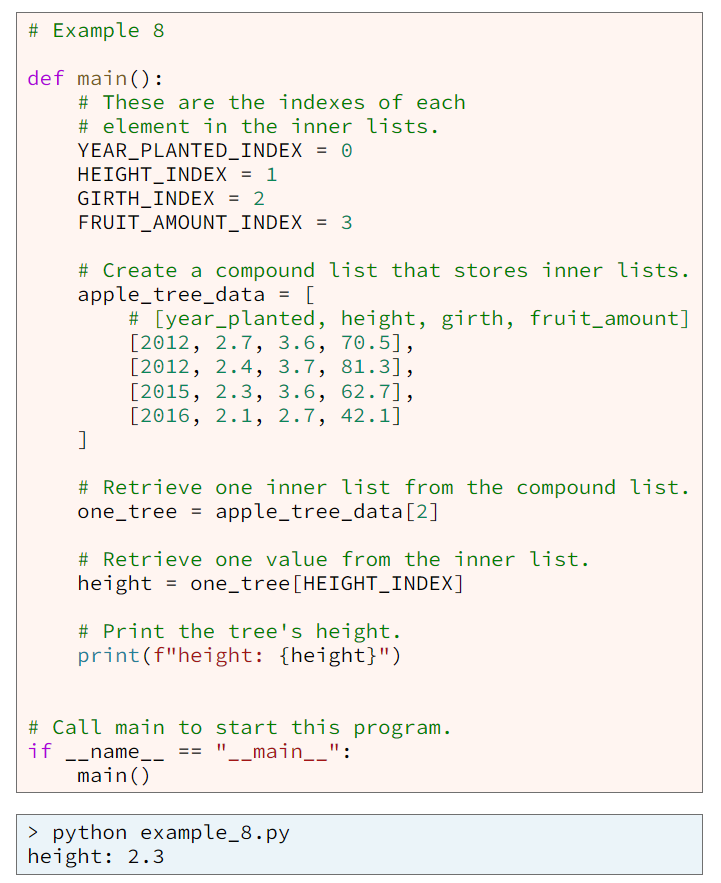 # Example 8

def main():
    # These are the indexes of each
    # element in the inner lists.
    YEAR_PLANTED_INDEX = 0
    HEIGHT_INDEX = 1
    GIRTH_INDEX = 2
    FRUIT_AMOUNT_INDEX = 3

    # Create a compound list that stores inner lists.
    apple_tree_data = [
        # [year_planted, height, girth, fruit_amount]
        [2012, 2.7, 3.6, 70.5],
        [2012, 2.4, 3.7, 81.3],
        [2015, 2.3, 3.6, 62.7],
        [2016, 2.1, 2.7, 42.1]
    ]

    # Retrieve one inner list from the compound list.
    one_tree = apple_tree_data[2]

    # Retrieve one value from the inner list.
    height = one_tree[HEIGHT_INDEX]

    # Print the tree's height.
    print(f"height: {height}")


# Call main to start this program.
if __name__ == "__main__":
    main()

> python example_8.py
height: 2.3